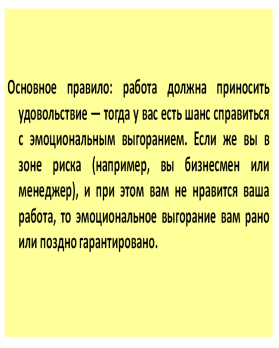 Основное правило: работа должна приносить
удовольствие — тогда у вас есть шанс справиться
с эмоциональным выгоранием. Если же вы в
зоне риска (например, вы бизнесмен или
менеджер), и при этом вам не нравится ваша
работа, то эмоциональное выгорание вам рано
или поздно гарантировано.